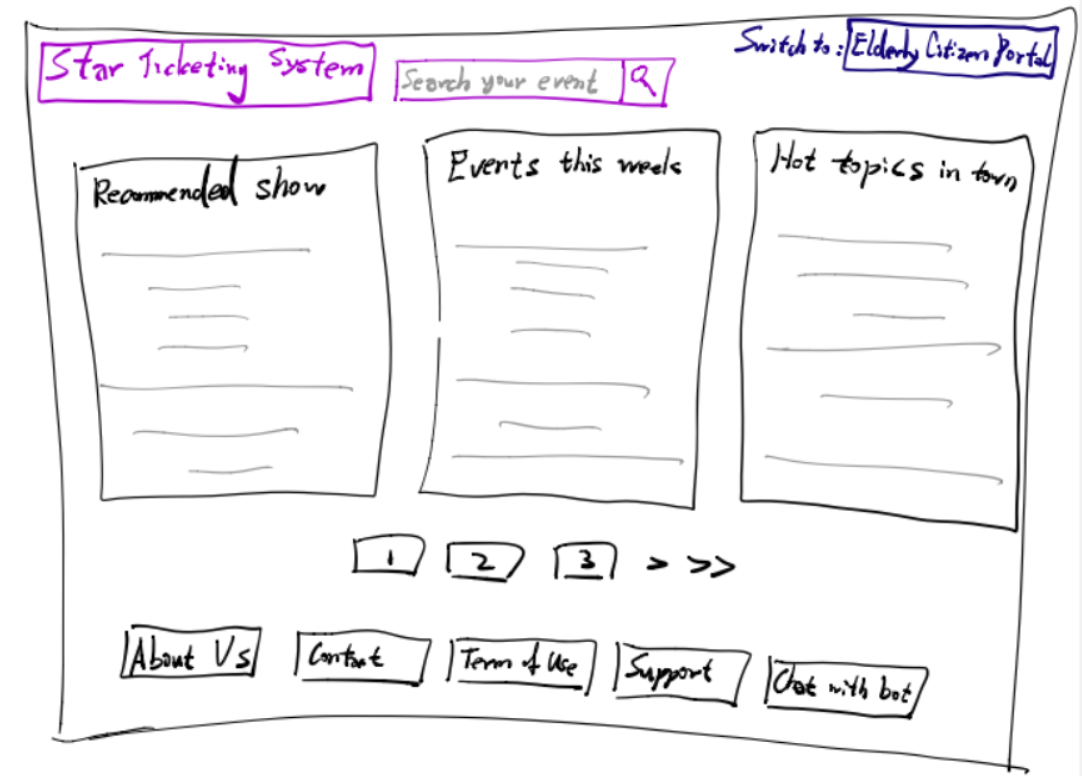 Star Ticketing System
Search your event
Switch to: Elderly Citizen Portal
Recommended show
Events this week
Hot topics in town
1 2 3 > >>
About Us
Contact
Term of Use
Support
Chat with bot